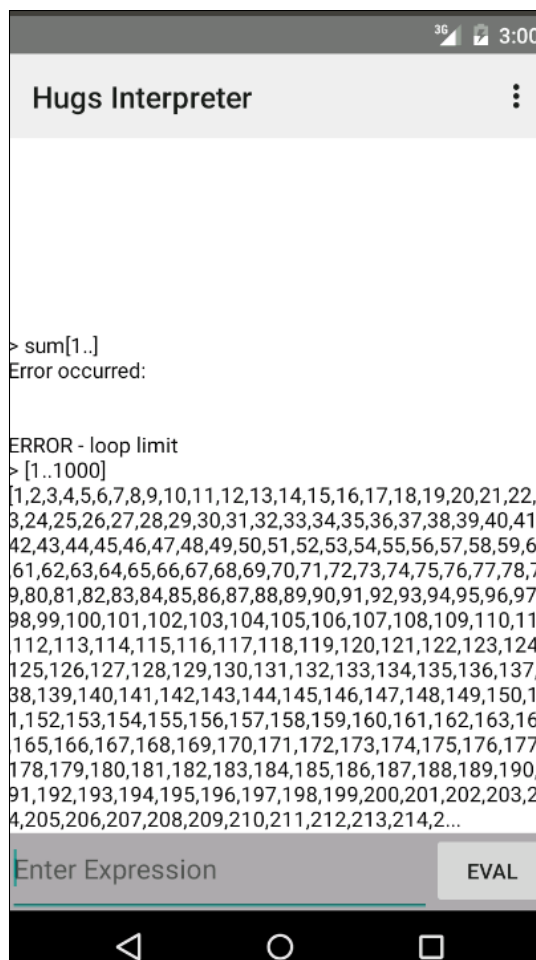 3G 3:00
Hugs Interpreter
> sum[1..]
Error occurred:
ERROR - loop limit
> [1..1000]
[1,2,3,4,5,6,7,8,9,10,11,12,13,14,15,16,17,18,19,20,21,22,
3,24,25,26,27,28,29,30,31,32,33,34,35,36,37,38,39,40,41
42,43,44,45,46,47,48,49,50,51,52,53,54,55,56,57,58,59,6
,61,62,63,64,65,66,67,68,69,70,71,72,73,74,75,76,77,78,7
9,80,81,82,83,84,85,86,87,88,89,90,91,92,93,94,95,96,97
98,99,100,101,102,103,104,105,106,107,108,109,110,11
,112,113,114,115,116,117,118,119,120,121,122,123,124
125,126,127,128,129,130,131,132,133,134,135,136,137,
38,139,140,141,142,143,144,145,146,147,148,149,150,1
1,152,153,154,155,156,157,158,159,160,161,162,163,16
,165,166,167,168,169,170,171,172,173,174,175,176,177
178,179,180,181,182,183,184,185,186,187,188,189,190,
91,192,193,194,195,196,197,198,199,200,201,202,203,2
4,205,206,207,208,209,210,211,212,213,214,2...
Enter Expression EVAL